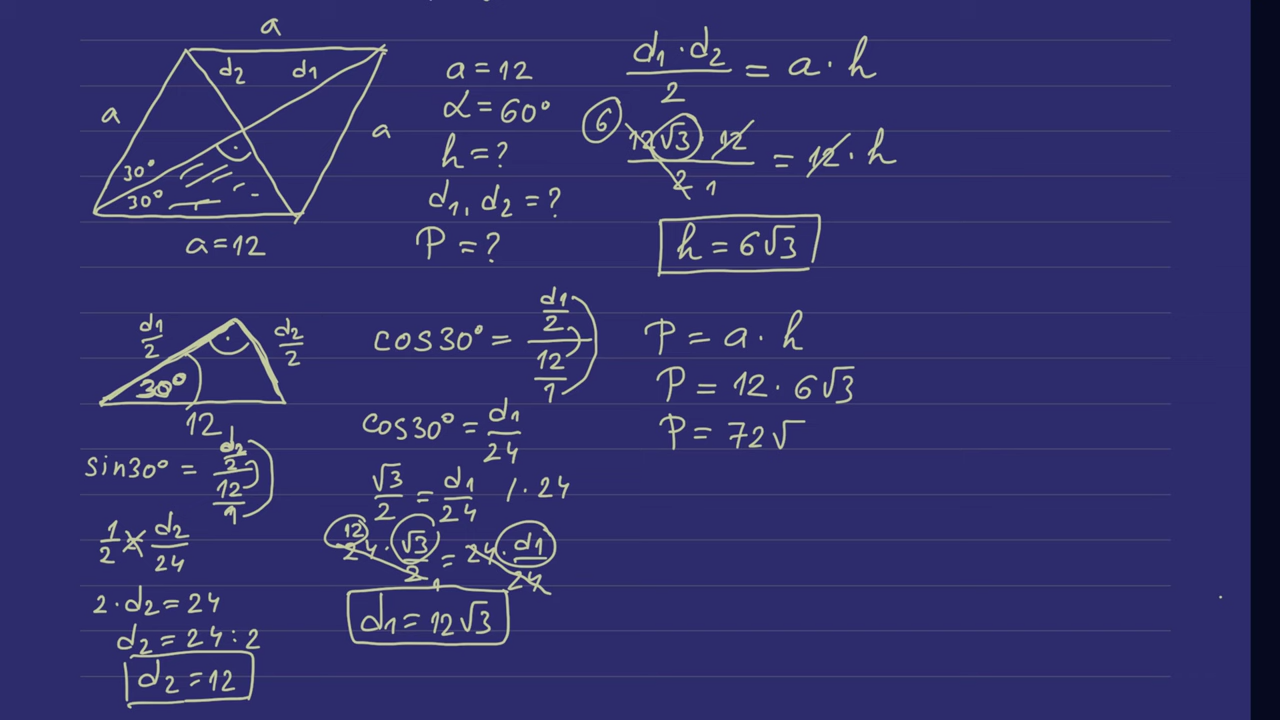 a
d₂ d₁
a
a
30°
30°
a = 12
a = 12
α = 60°
h = ?
d₁, d₂ = ?
P = ?
(d₁ · d₂)/2 = a · h
6
(12√3 · 12)/2 = 12 · h
1
h = 6√3
d₁/2
d₂/2
30°
12
sin30° = (d₂/2)/(12/1)
1/2 = d₂/24
2 · d₂ = 24
d₂ = 24 : 2
d₂ = 12
cos30° = (d₁/2)/(12/1)
cos30° = d₁/24
√3/2 = d₁/24 / · 24
12
24 · √3/2 = 24 · d₁/24
1
d₁ = 12√3
P = a · h
P = 12 · 6√3
P = 72√